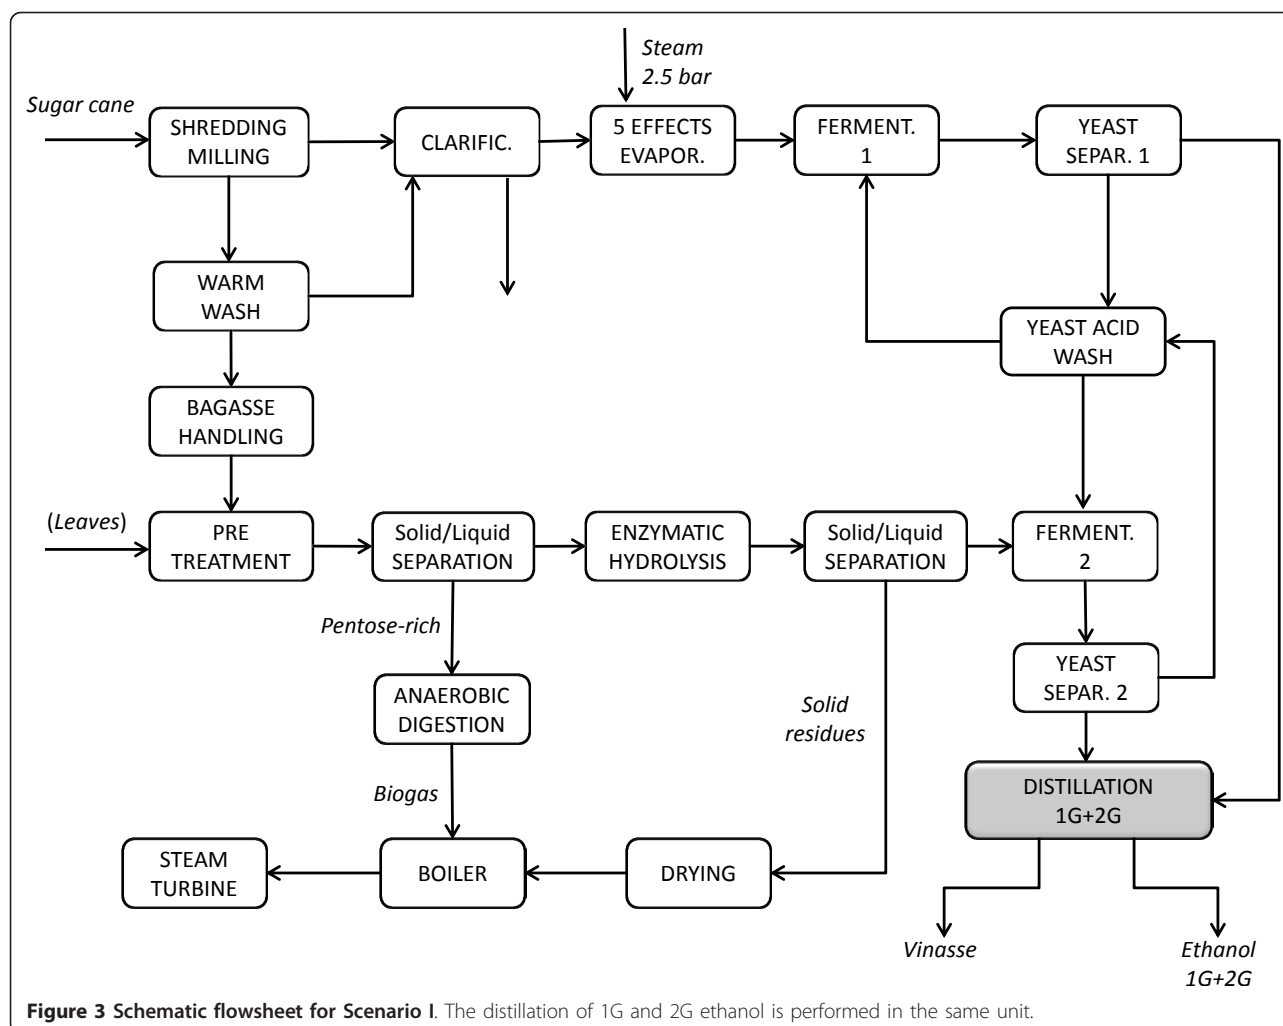 Steam
2.5 bar
Sugar cane
SHREDDING
MILLING
CLARIFIC.
5 EFFECTS
EVAPOR.
FERMENT.
1
YEAST
SEPAR. 1
WARM
WASH
YEAST ACID
WASH
BAGASSE
HANDLING
(Leaves)
PRE
TREATMENT
Solid/Liquid
SEPARATION
ENZYMATIC
HYDROLYSIS
Solid/Liquid
SEPARATION
FERMENT.
2
Pentose-rich
YEAST
SEPAR. 2
ANAEROBIC
DIGESTION
Solid
residues
Biogas
DISTILLATION
1G+2G
STEAM
TURBINE
BOILER
DRYING
Vinasse
Ethanol
1G+2G
Figure 3 Schematic flowsheet for Scenario I. The distillation of 1G and 2G ethanol is performed in the same unit.